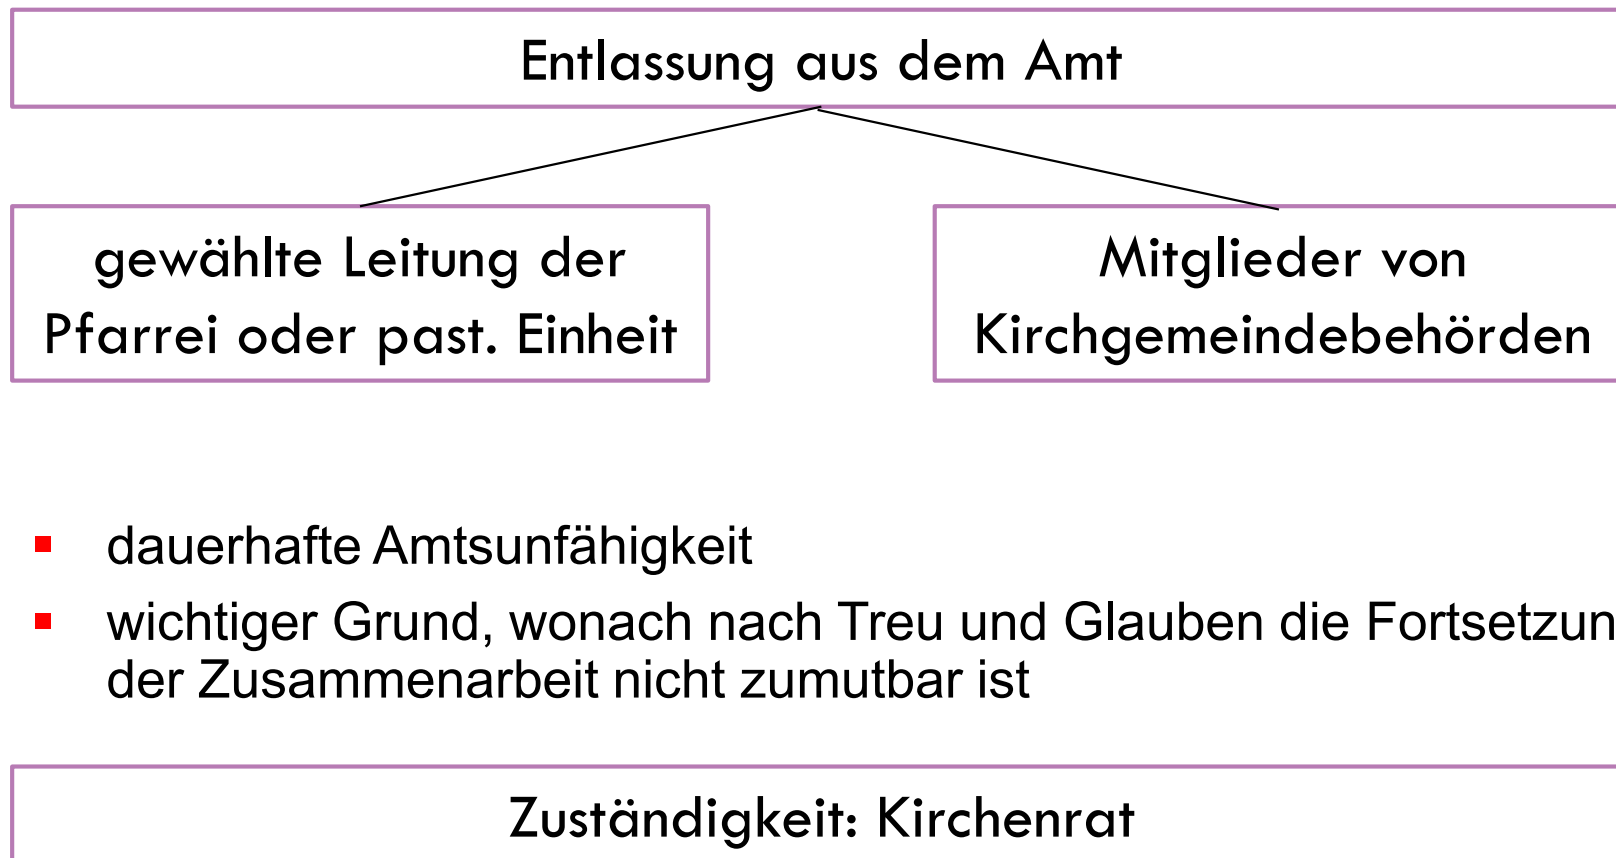 Entlassung aus dem Amt
gewählte Leitung der
Pfarrei oder past. Einheit
Mitglieder von
Kirchgemeindebehörden
dauerhafte Amtsunfähigkeit
wichtiger Grund, wonach nach Treu und Glauben die Fortsetzun
der Zusammenarbeit nicht zumutbar ist
Zuständigkeit: Kirchenrat